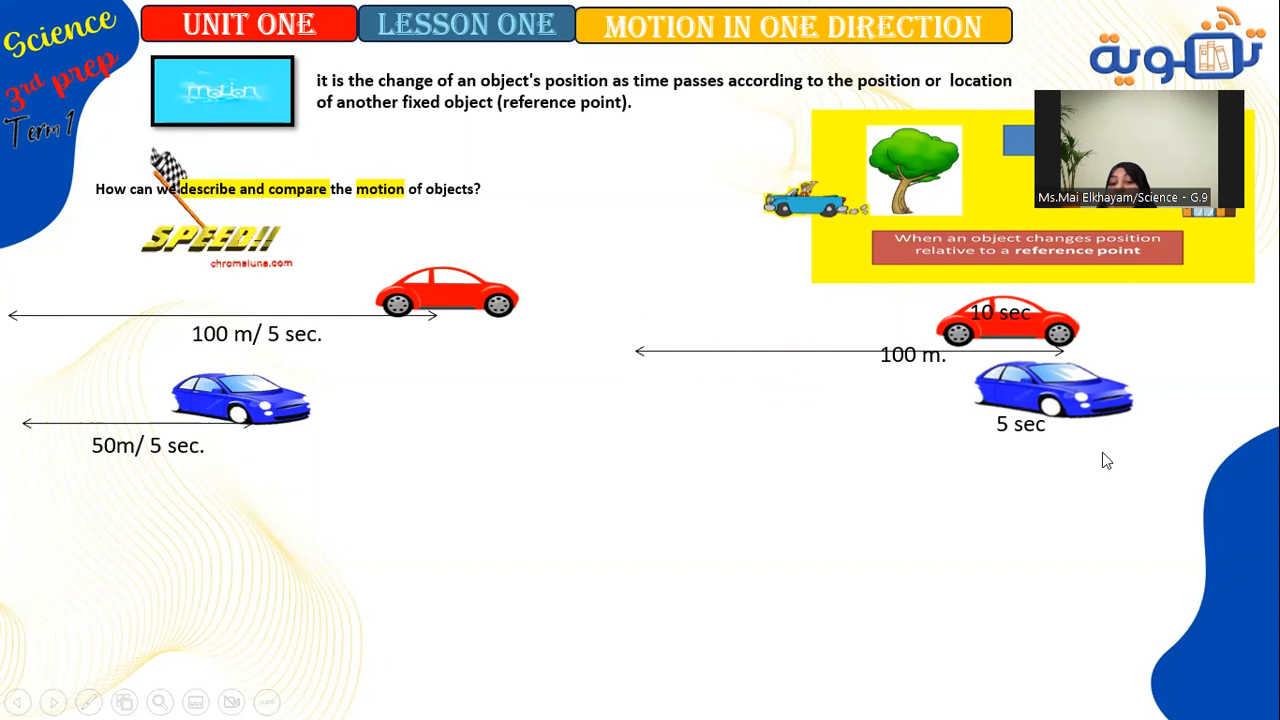 Science
3rd prep
Term 1
UNIT ONE
LESSON ONE
MOTION IN ONE DIRECTION
تقوية
motion
it is the change of an object's position as time passes according to the position or location
of another fixed object (reference point).
How can we describe and compare the motion of objects?
SPEED!!
chromaluna.com
Ms.Mai Elkhayam/Science - G.9
When an object changes position
relative to a reference point
100 m/ 5 sec.
50m/ 5 sec.
10 sec
100 m.
5 sec